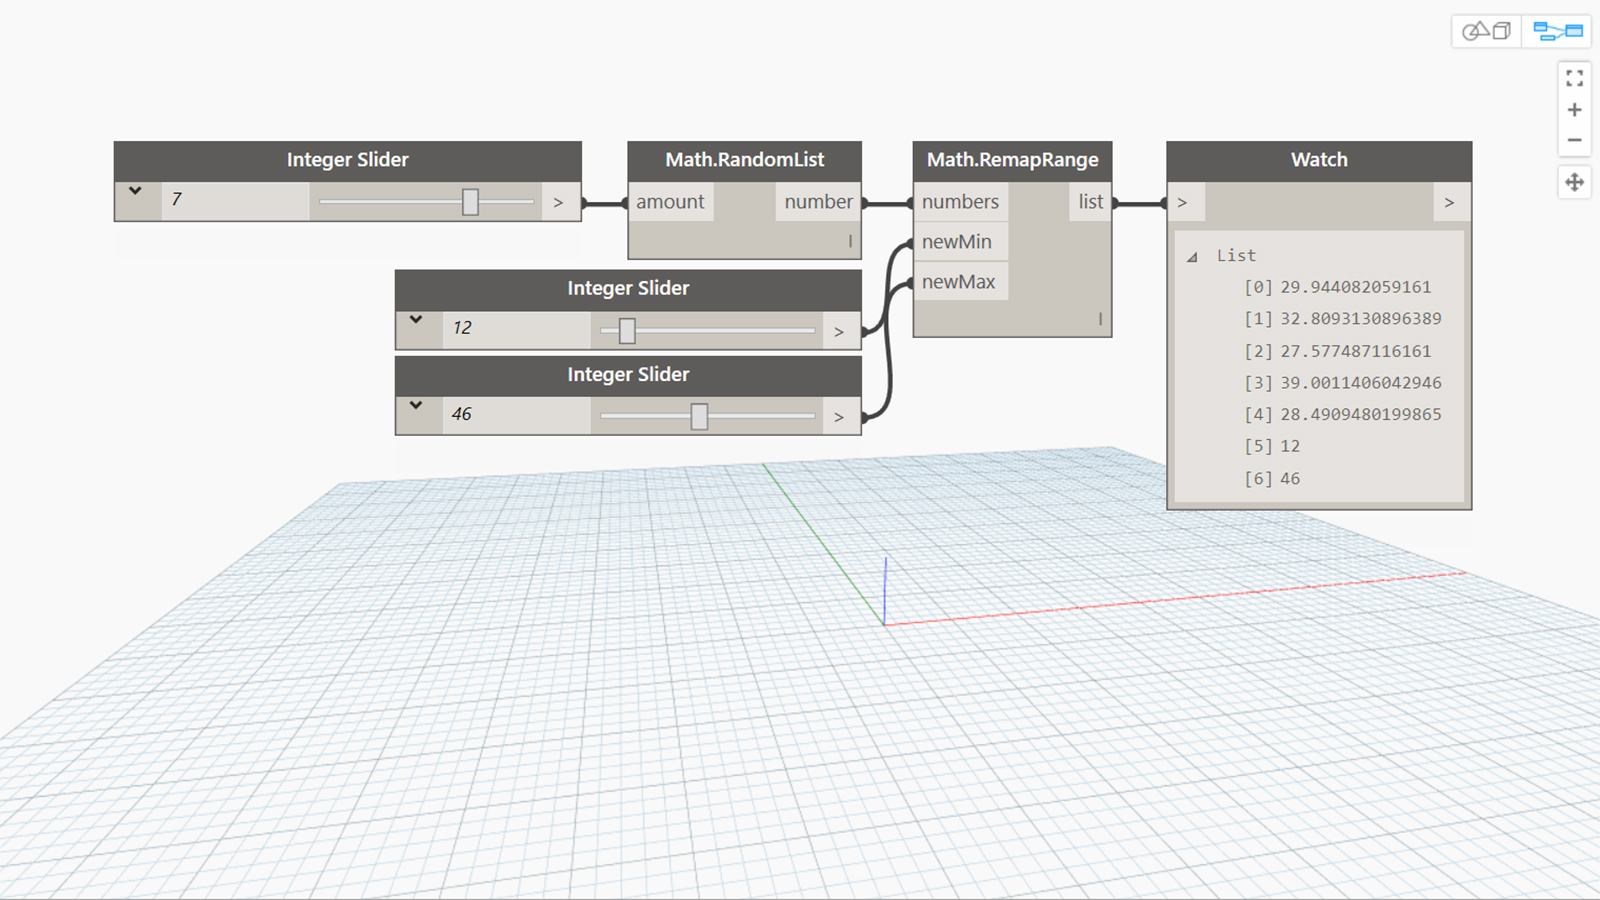 Integer Slider
7
>
Math.RandomList
amount
number
Math.RemapRange
numbers
list
newMin
newMax
Integer Slider
12
>
Integer Slider
46
>
Watch
>
>
List
[0] 29.944082059161
[1] 32.8093130896389
[2] 27.577487116161
[3] 39.0011406042946
[4] 28.4909480199865
[5] 12
[6] 46